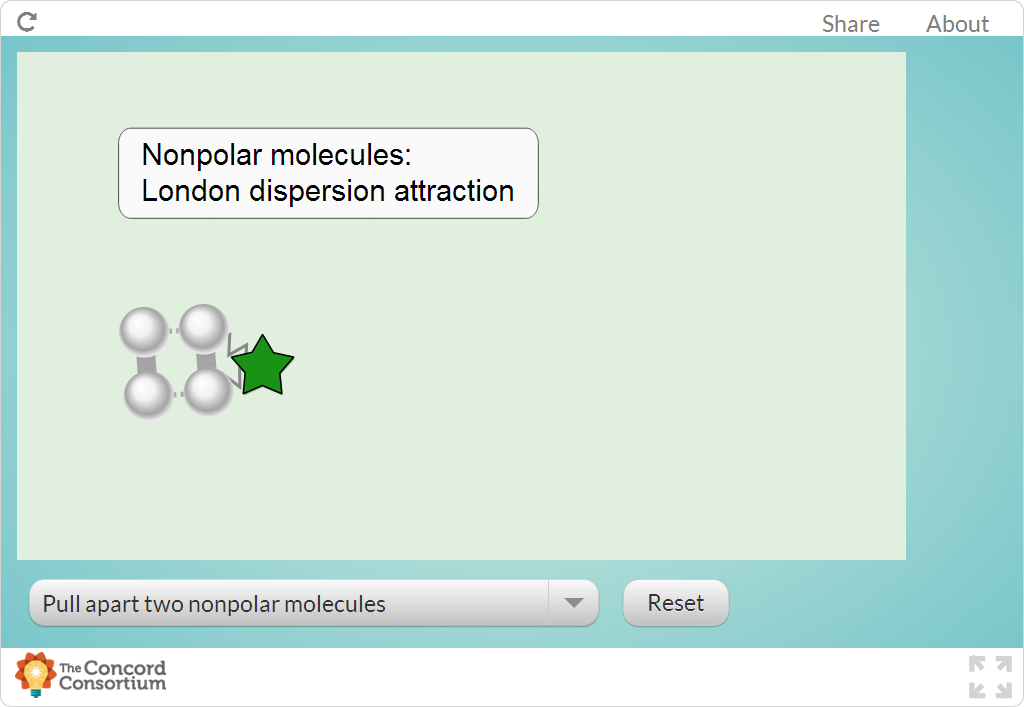 Share About
Nonpolar molecules:
London dispersion attraction
Pull apart two nonpolar molecules
Reset
The Concord
Consortium